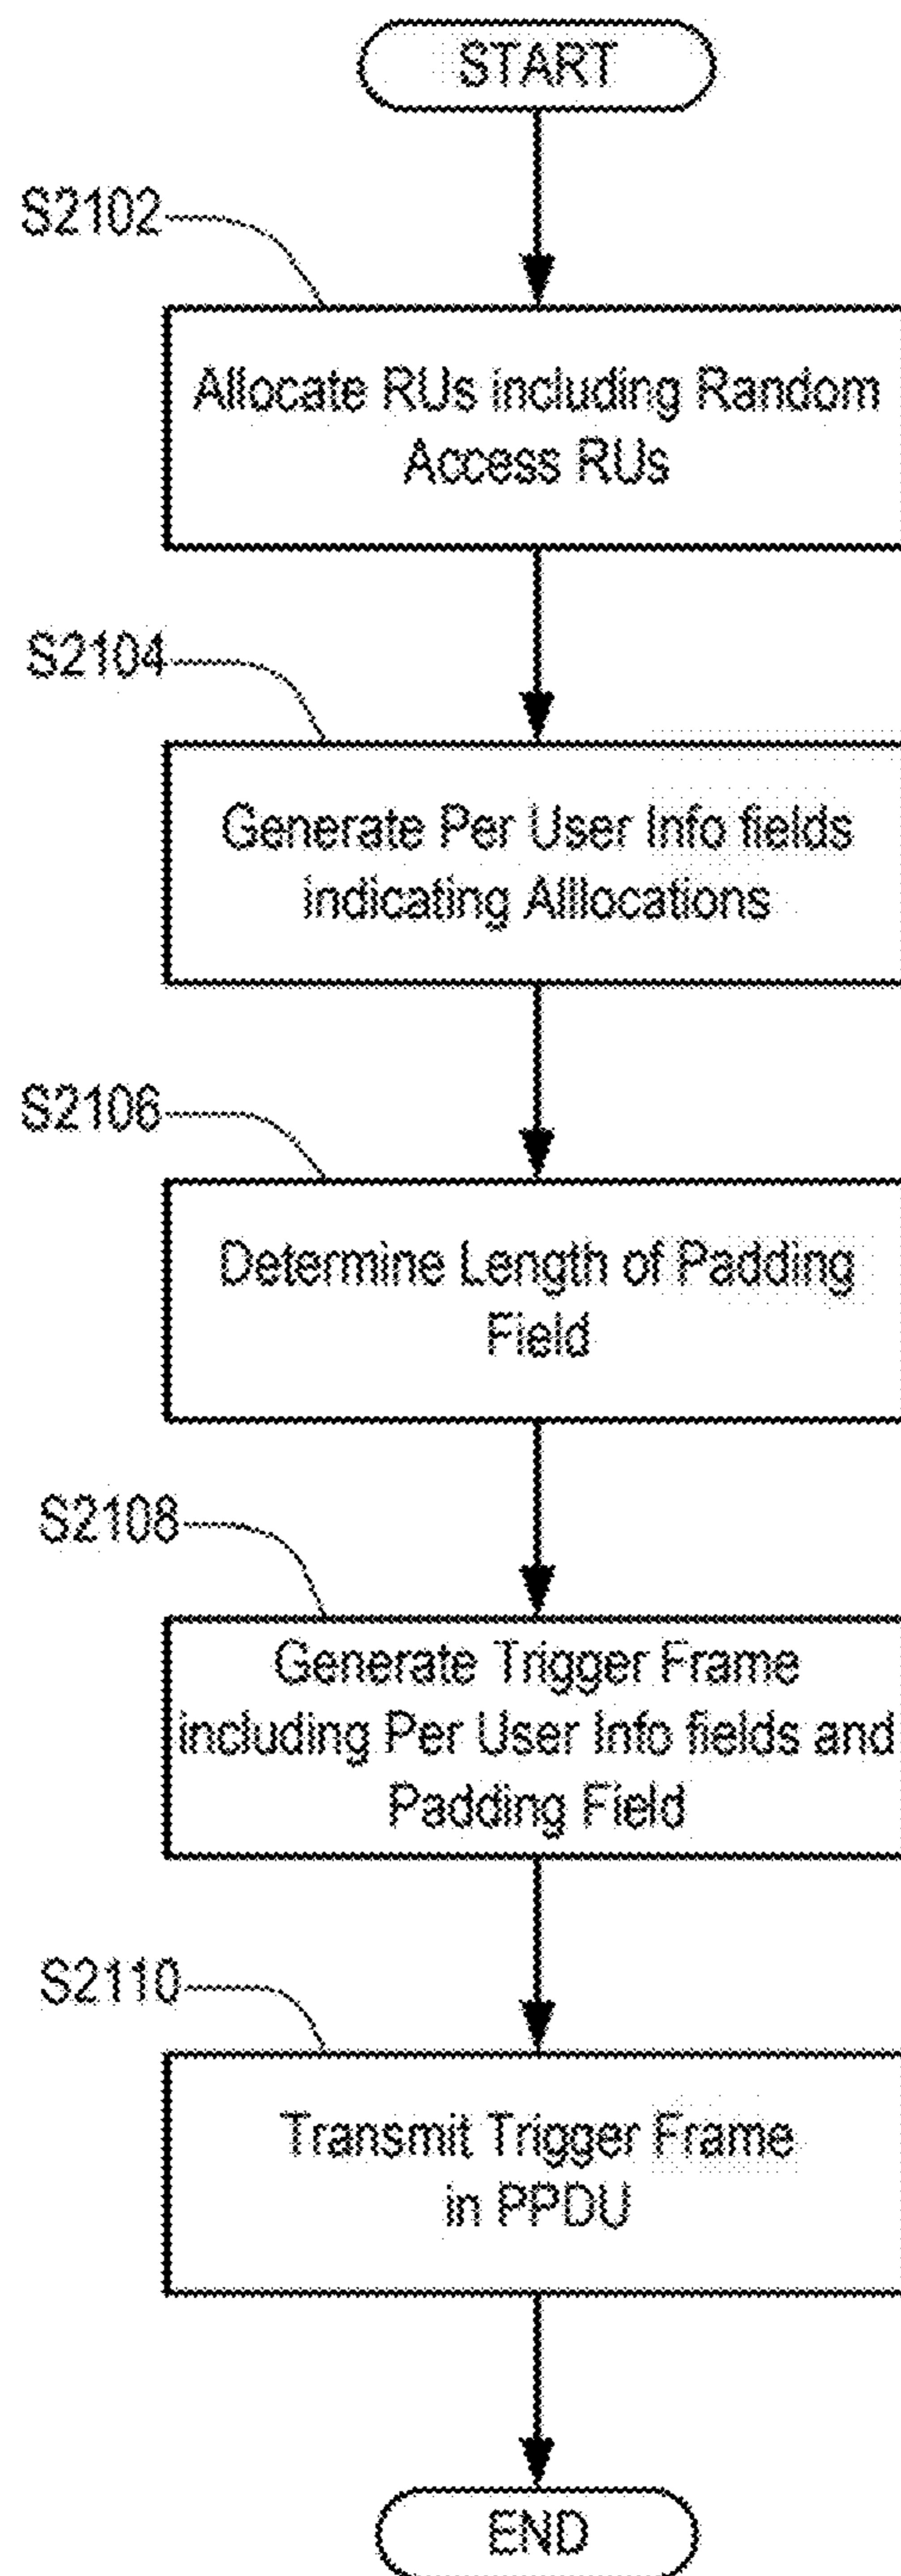 START
S2102
Allocate RUs including Random
Access RUs
S2104
Generate Per User Info fields
indicating Alllocations
S2106
Determine Length of Padding
Field
S2108
Generate Trigger Frame
including Per User Info fields and
Padding Field
S2110
Transmit Trigger Frame
in PPDU
END